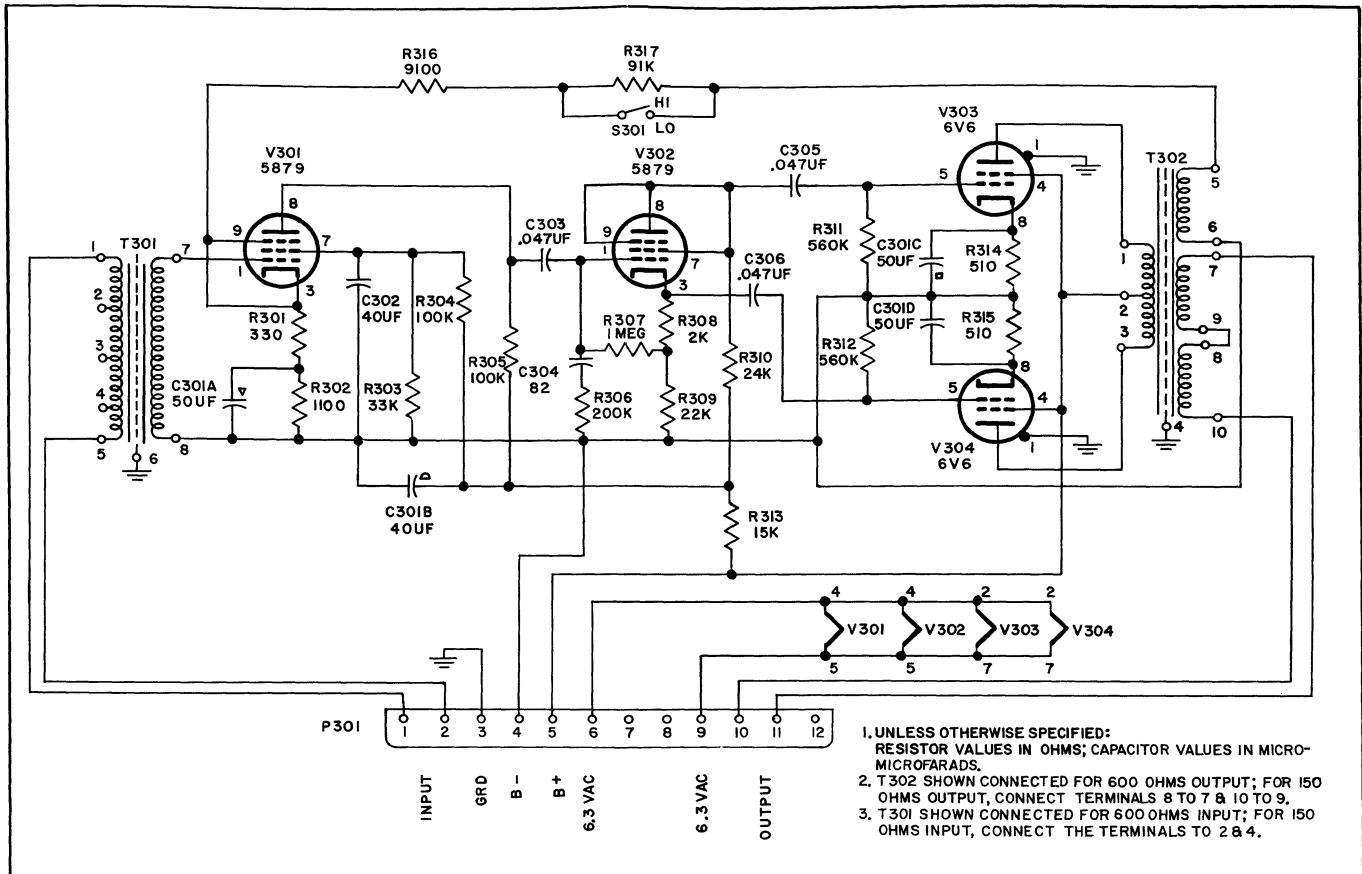 R316
9100
R317
91K
HI
S301 LO
V301
5879
V302
5879
C305
.047UF
V303
6V6
T302
1
5
4
8
5
6
7
9
8
10
4
1
2
3
T301
1
2
3
4
5
7
8
6
8
9
1
7
3
R301
330
C301A
50UF
R302
1100
C302
40UF
R303
33K
R304
100K
C301B
40UF
R305
100K
C303
.047UF
8
9
1
7
3
C304
82
R306
200K
R307
1 MEG
R308
2K
R309
22K
C306
.047UF
R310
24K
R313
15K
R311
560K
R312
560K
C301C
50UF
C301D
50UF
R314
510
R315
510
8
5
4
1
V304
6V6
4
4
2
2
V301
V302
V303
V304
5
5
7
7
P301
1
2
3
4
5
6
7
8
9
10
11
12
INPUT
GRD
B-
B+
6.3 VAC
6.3 VAC
OUTPUT
1. UNLESS OTHERWISE SPECIFIED:
RESISTOR VALUES IN OHMS; CAPACITOR VALUES IN MICRO-
MICROFARADS.
2. T302 SHOWN CONNECTED FOR 600 OHMS OUTPUT; FOR 150
OHMS OUTPUT, CONNECT TERMINALS 8 TO 7 & 10 TO 9.
3. T301 SHOWN CONNECTED FOR 600 OHMS INPUT; FOR 150
OHMS INPUT, CONNECT THE TERMINALS TO 2 & 4.